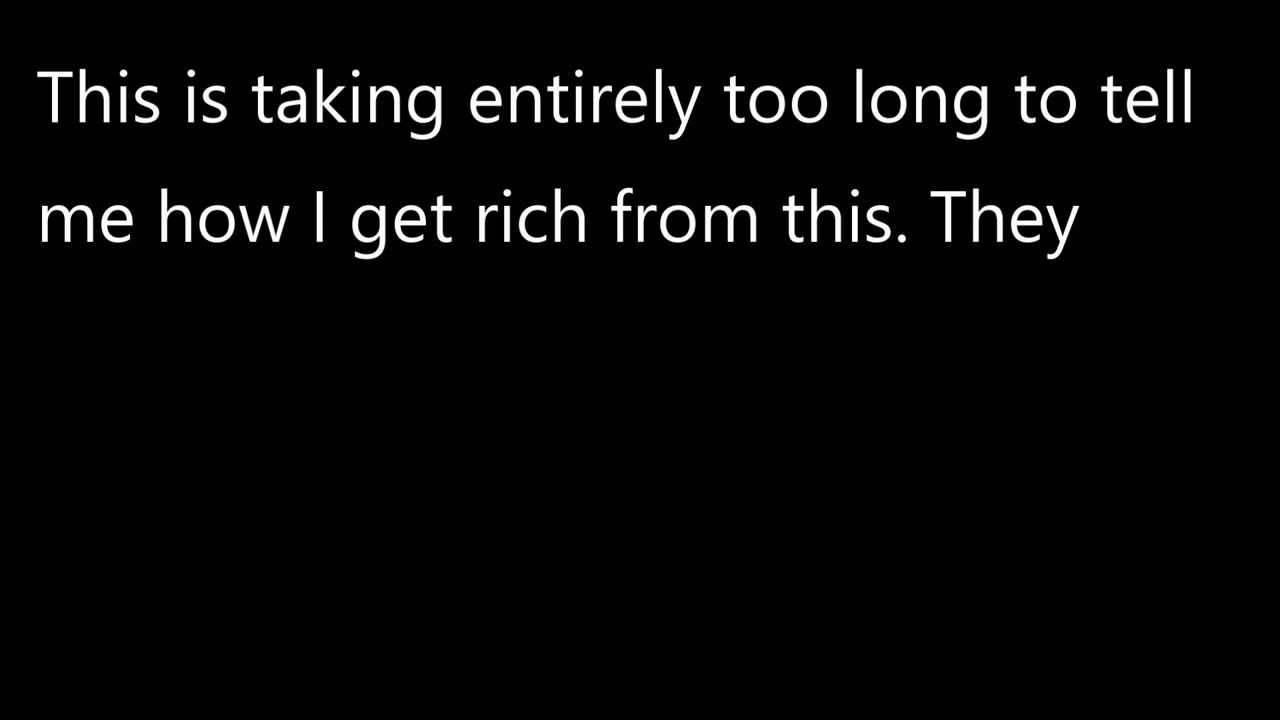 This is taking entirely too long to tell
me how I get rich from this. They